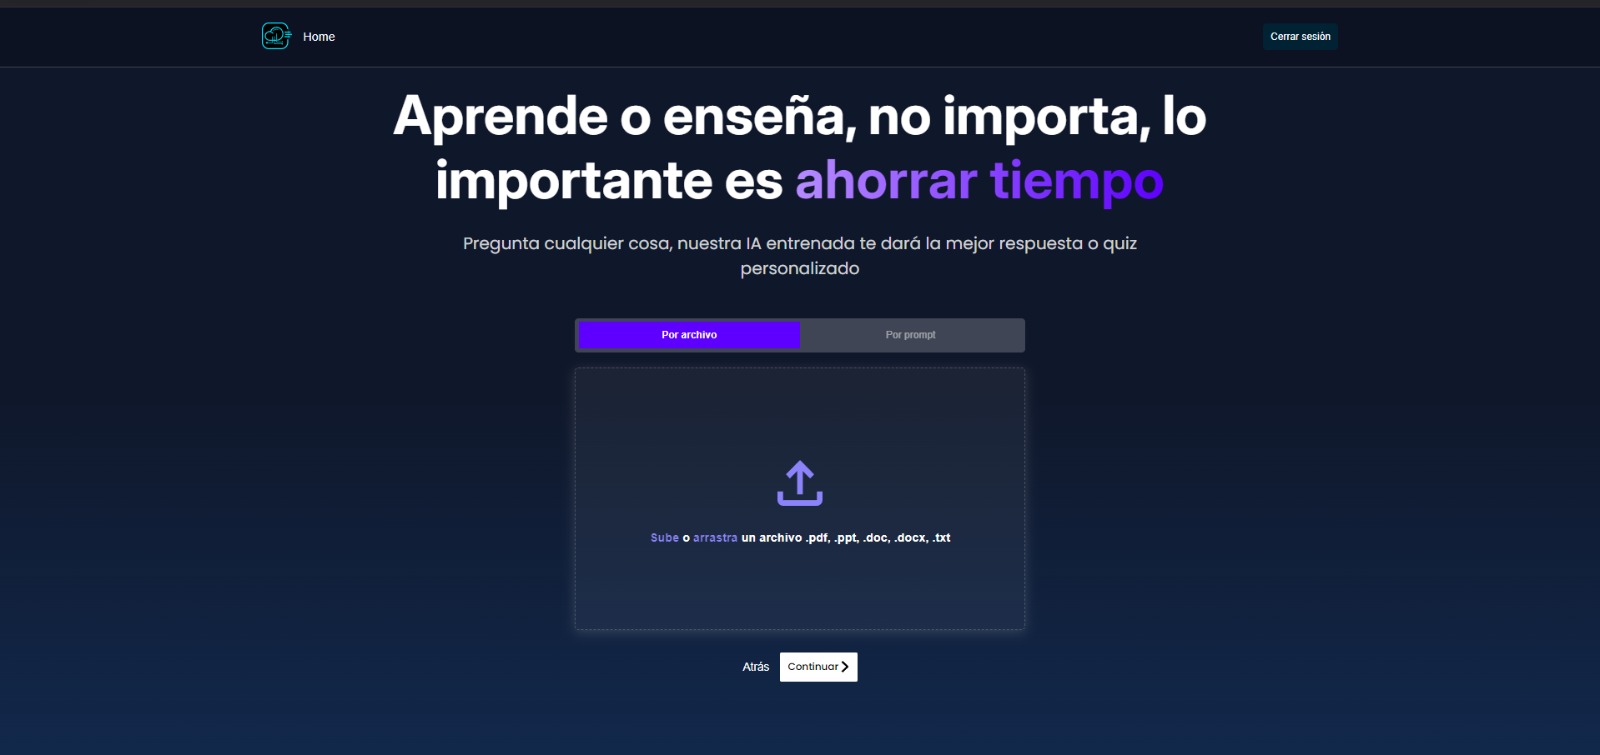 Home
Cerrar sesión
Aprende o enseña, no importa, lo
importante es ahorrar tiempo
Pregunta cualquier cosa, nuestra IA entrenada te dará la mejor respuesta o quiz
personalizado
Por archivo
Por prompt
Sube o arrastra un archivo .pdf, .ppt, .doc, .docx, .txt
Atrás
Continuar